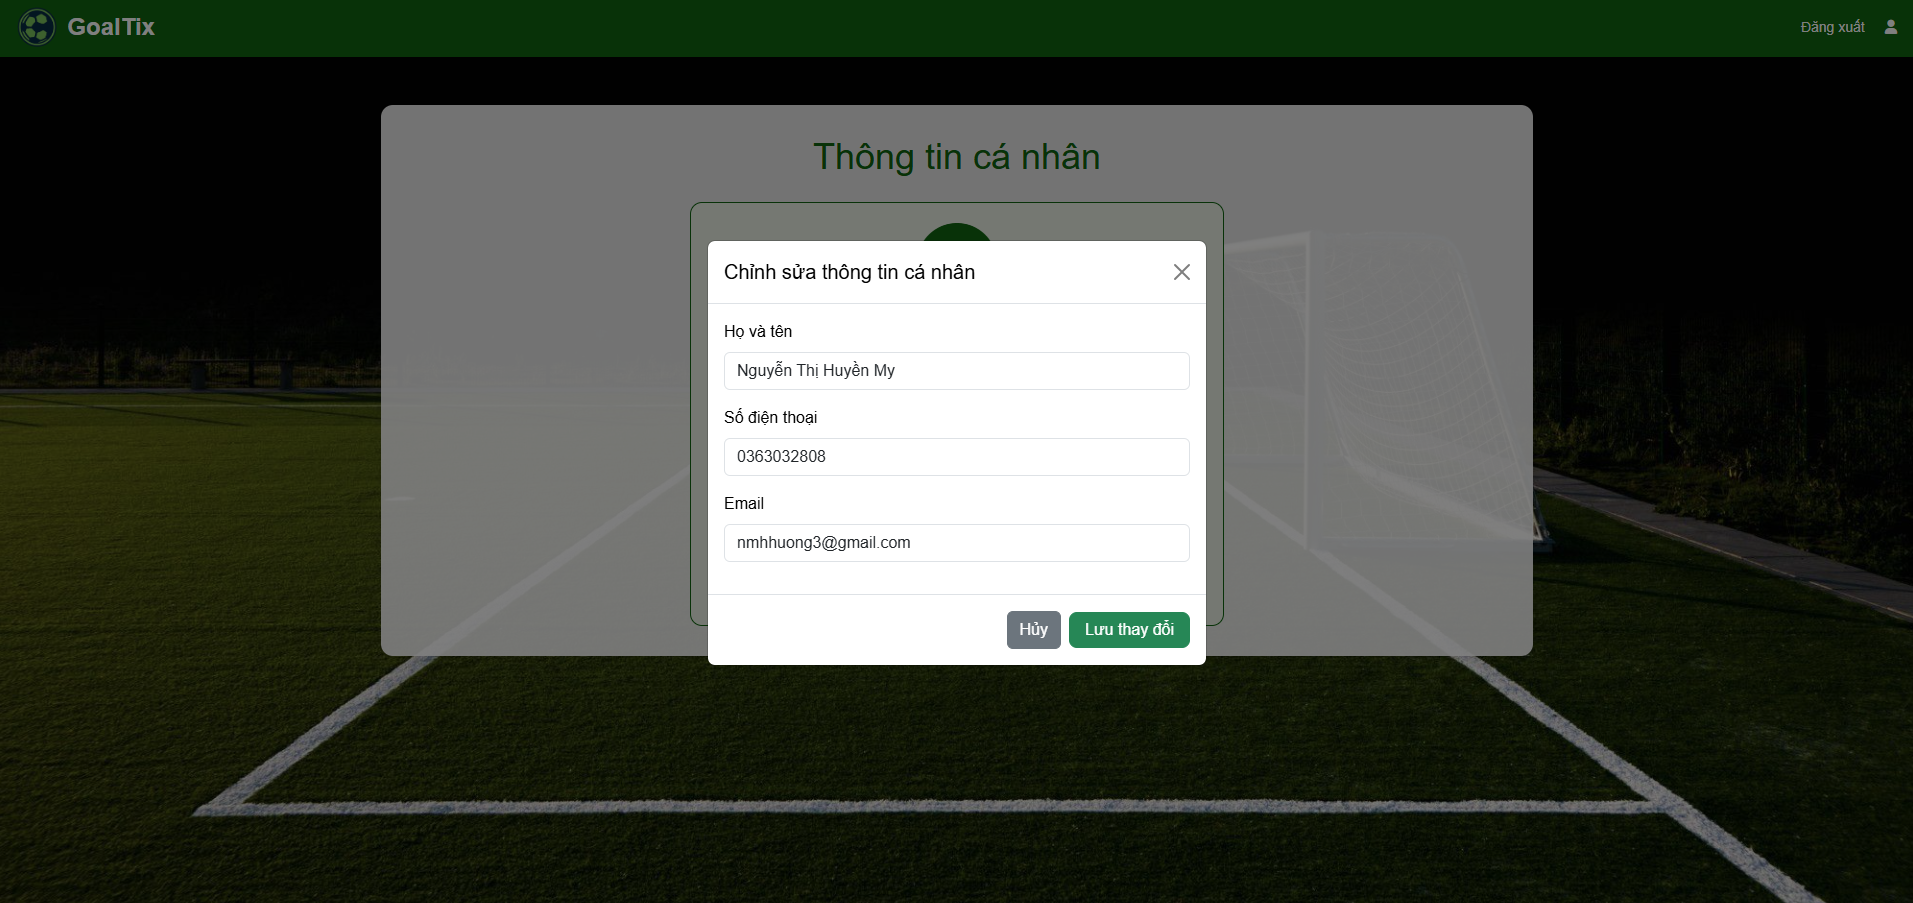 GoalTix
Đăng xuất
Thông tin cá nhân
Chỉnh sửa thông tin cá nhân
Họ và tên
Nguyễn Thị Huyền My
Số điện thoại
0363032808
Email
nmhhuong3@gmail.com
Hủy
Lưu thay đổi